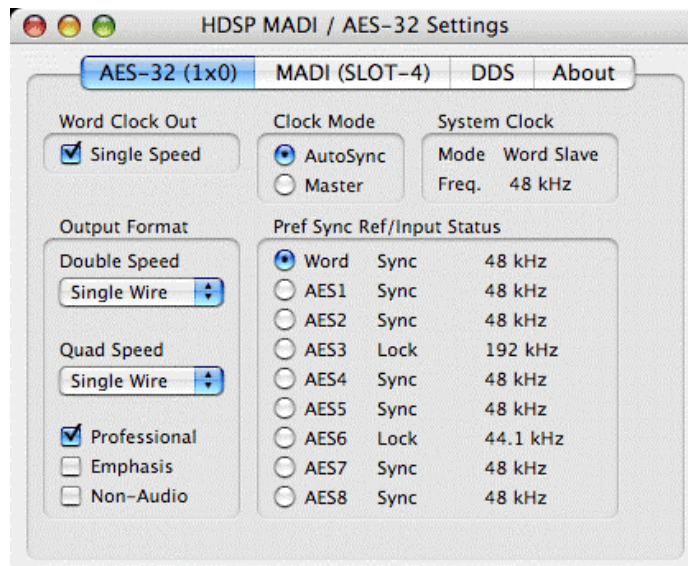 HDSP MADI / AES-32 Settings
AES-32 (1x0) MADI (SLOT-4) DDS About
Word Clock Out
Single Speed
Clock Mode
AutoSync
Master
System Clock
Mode Word Slave
Freq. 48 kHz
Output Format
Double Speed
Single Wire
Quad Speed
Single Wire
Professional
Emphasis
Non-Audio
Pref Sync Ref/Input Status
Word Sync 48 kHz
AES1 Sync 48 kHz
AES2 Sync 48 kHz
AES3 Lock 192 kHz
AES4 Sync 48 kHz
AES5 Sync 48 kHz
AES6 Lock 44.1 kHz
AES7 Sync 48 kHz
AES8 Sync 48 kHz